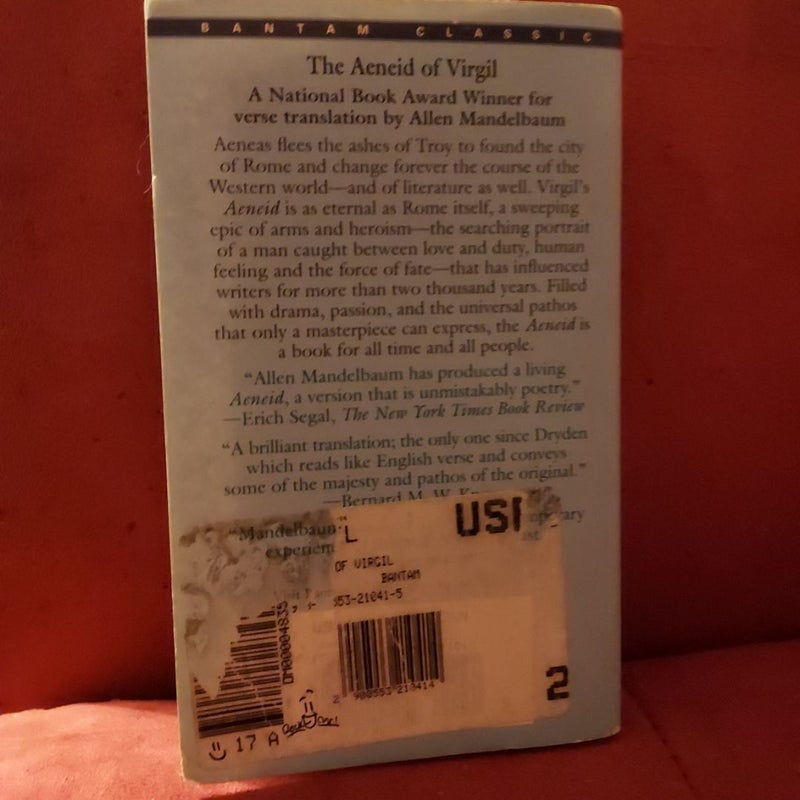 BANTAM CLASSIC
The Aeneid of Virgil
A National Book Award Winner for
verse translation by Allen Mandelbaum
Aeneas flees the ashes of Troy to found the city
of Rome and change forever the course of the
Western world—and of literature as well. Virgil's
Aeneid is as eternal as Rome itself, a sweeping
epic of arms and heroism—the searching portrait
of a man caught between love and duty, human
feeling and the force of fate—that has influenced
writers for more than two thousand years. Filled
with drama, passion, and the universal pathos
that only a masterpiece can express, the Aeneid is
a book for all time and all people.
"Allen Mandelbaum has produced a living
Aeneid, a version that is unmistakably poetry."
—Erich Segal, The New York Times Book Review
"A brilliant translation; the only one since Dryden
which reads like English verse and conveys
some of the majesty and pathos of the original."
—Bernard M. W.
"Mandelbaum
L
OF VIRGIL
BANTAM
53-21041-5
2
17 A